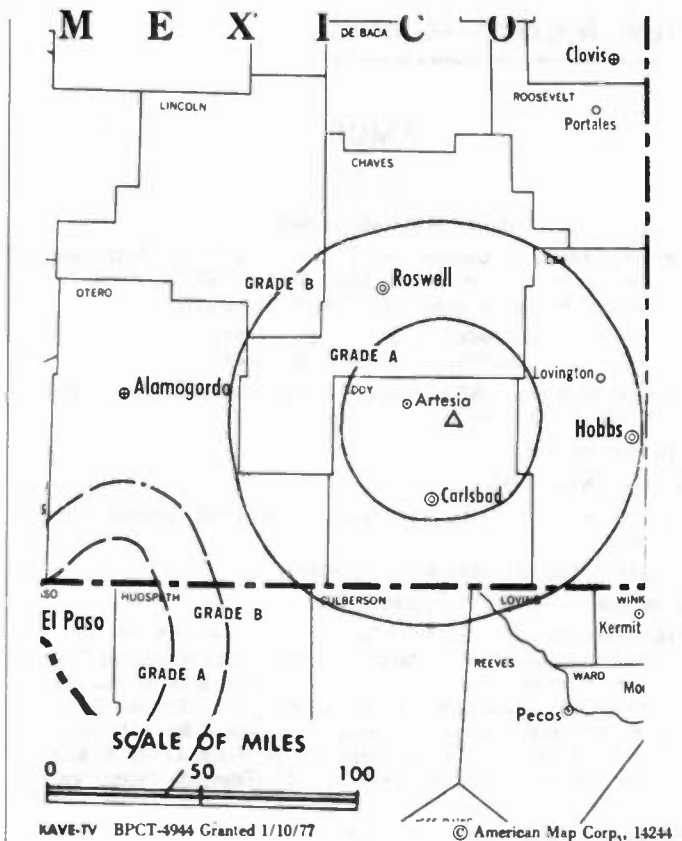 M E X I C O
DE BACA
Clovis
LINCOLN
ROOSEVELT
Portales
CHAVES
GRADE B
Roswell
LEA
OTERO
GRADE A
Lovington
EDDY
Alamogordo
Artesia
Hobbs
Carlsbad
HUDSPETH
CULBERSON
LOVING
WINK
El Paso
GRADE B
Kermit
REEVES
WARD
GRADE A
Pecos
SCALE OF MILES
0 50 100
KAVE-TV BPCT-4944 Granted 1/10/77
© American Map Corp., 14244